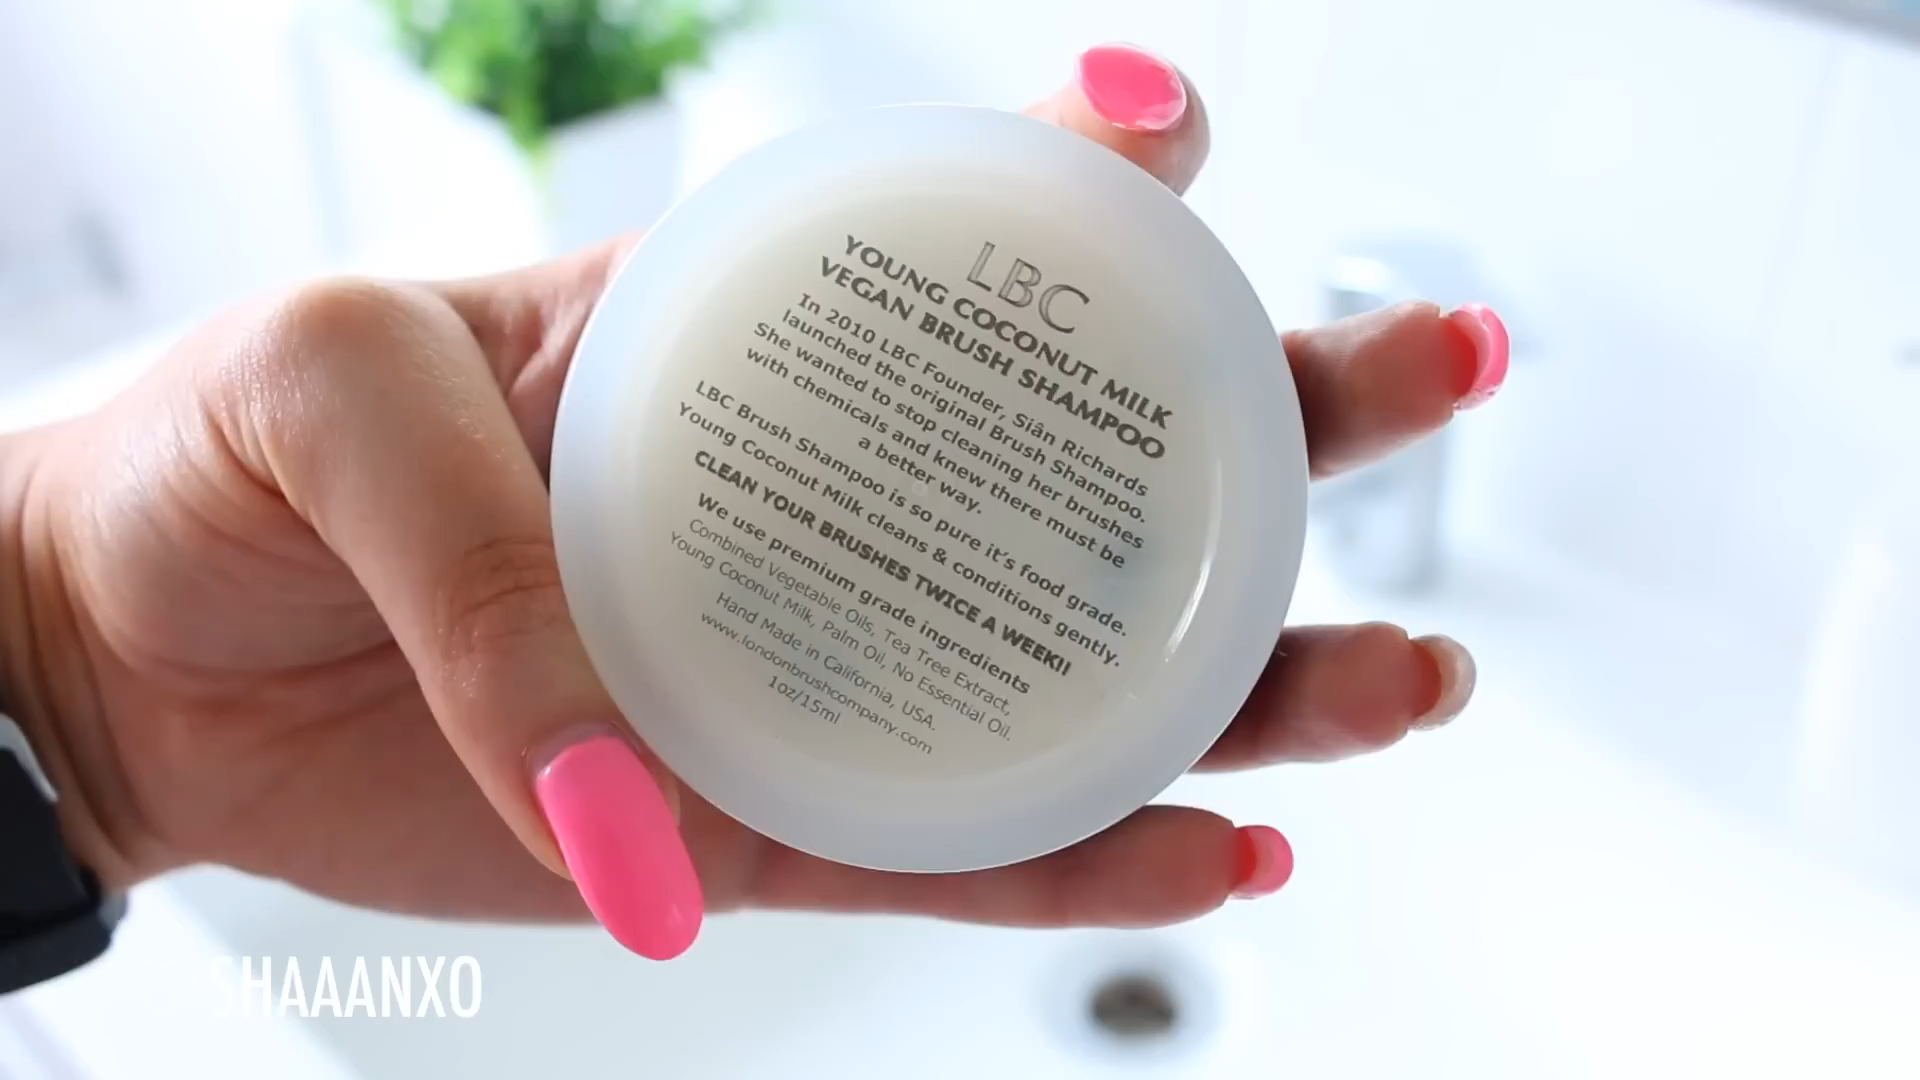 LBC
YOUNG COCONUT MILK
VEGAN BRUSH SHAMPOO
In 2010 LBC Founder, Siân Richards
launched the original Brush Shampoo.
She wanted to stop cleaning her brushes
with chemicals and knew there must be
a better way.
LBC Brush Shampoo is so pure it's food grade.
Young Coconut Milk cleans & conditions gently.
CLEAN YOUR BRUSHES TWICE A WEEK!!
We use premium grade ingredients
Combined Vegetable Oils, Tea Tree Extract,
Young Coconut Milk, Palm Oil, No Essential Oil.
Hand Made in California, USA.
www.londonbrushcompany.com
1oz/15ml
SHAAANXO